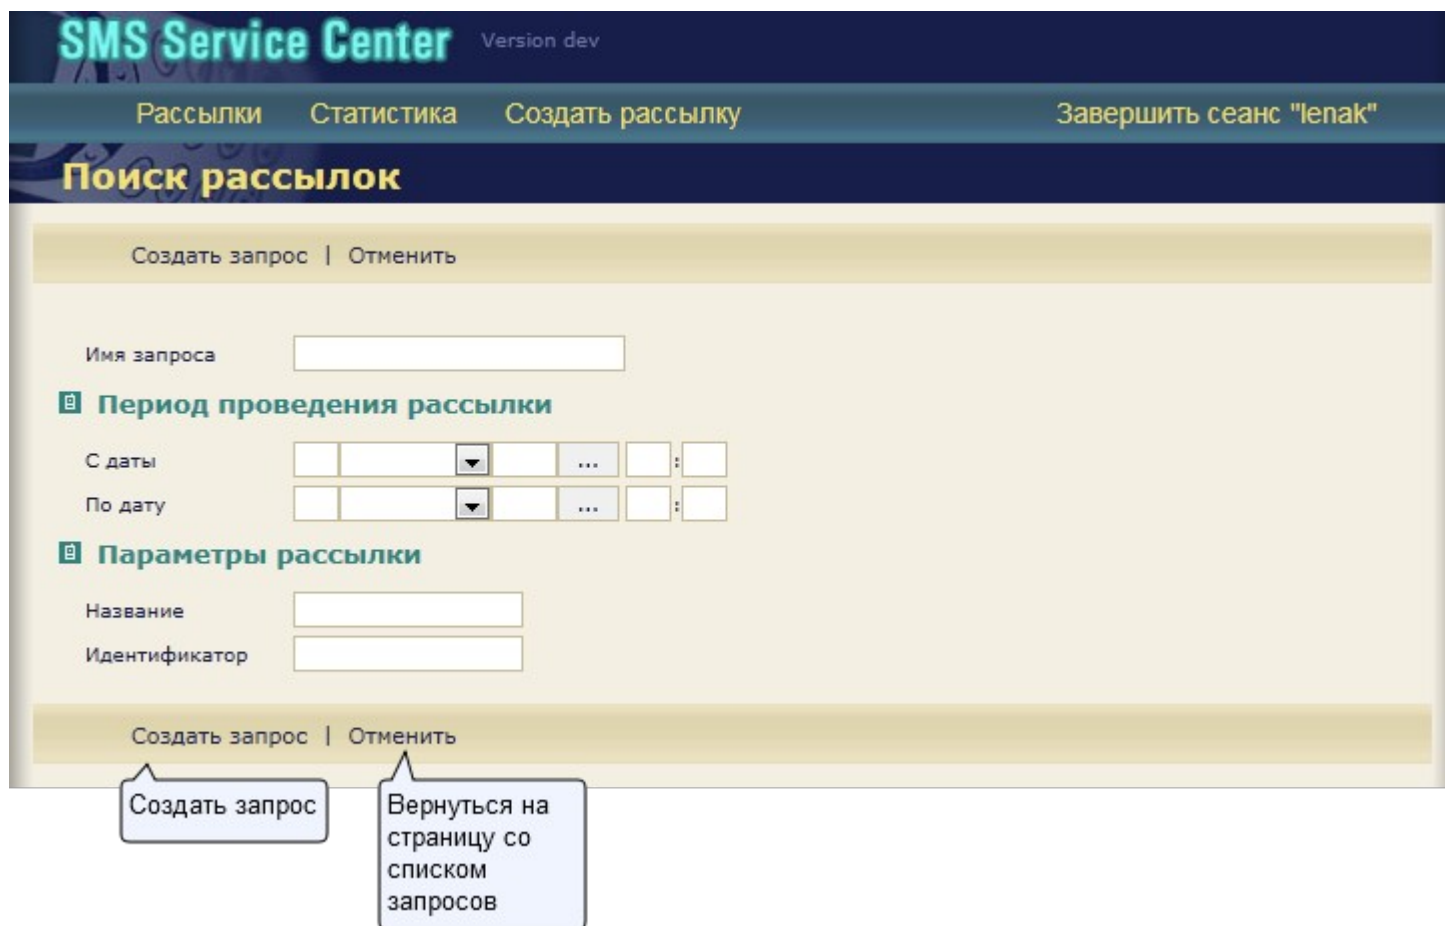 SMS Service Center Version dev
Рассылки Статистика Создать рассылку Завершить сеанс "lenak"
Поиск рассылок
Создать запрос | Отменить
Имя запроса
Период проведения рассылки
С даты ... :
По дату ... :
Параметры рассылки
Название
Идентификатор
Создать запрос | Отменить
Создать запрос
Вернуться на
страницу со
списком
запросов